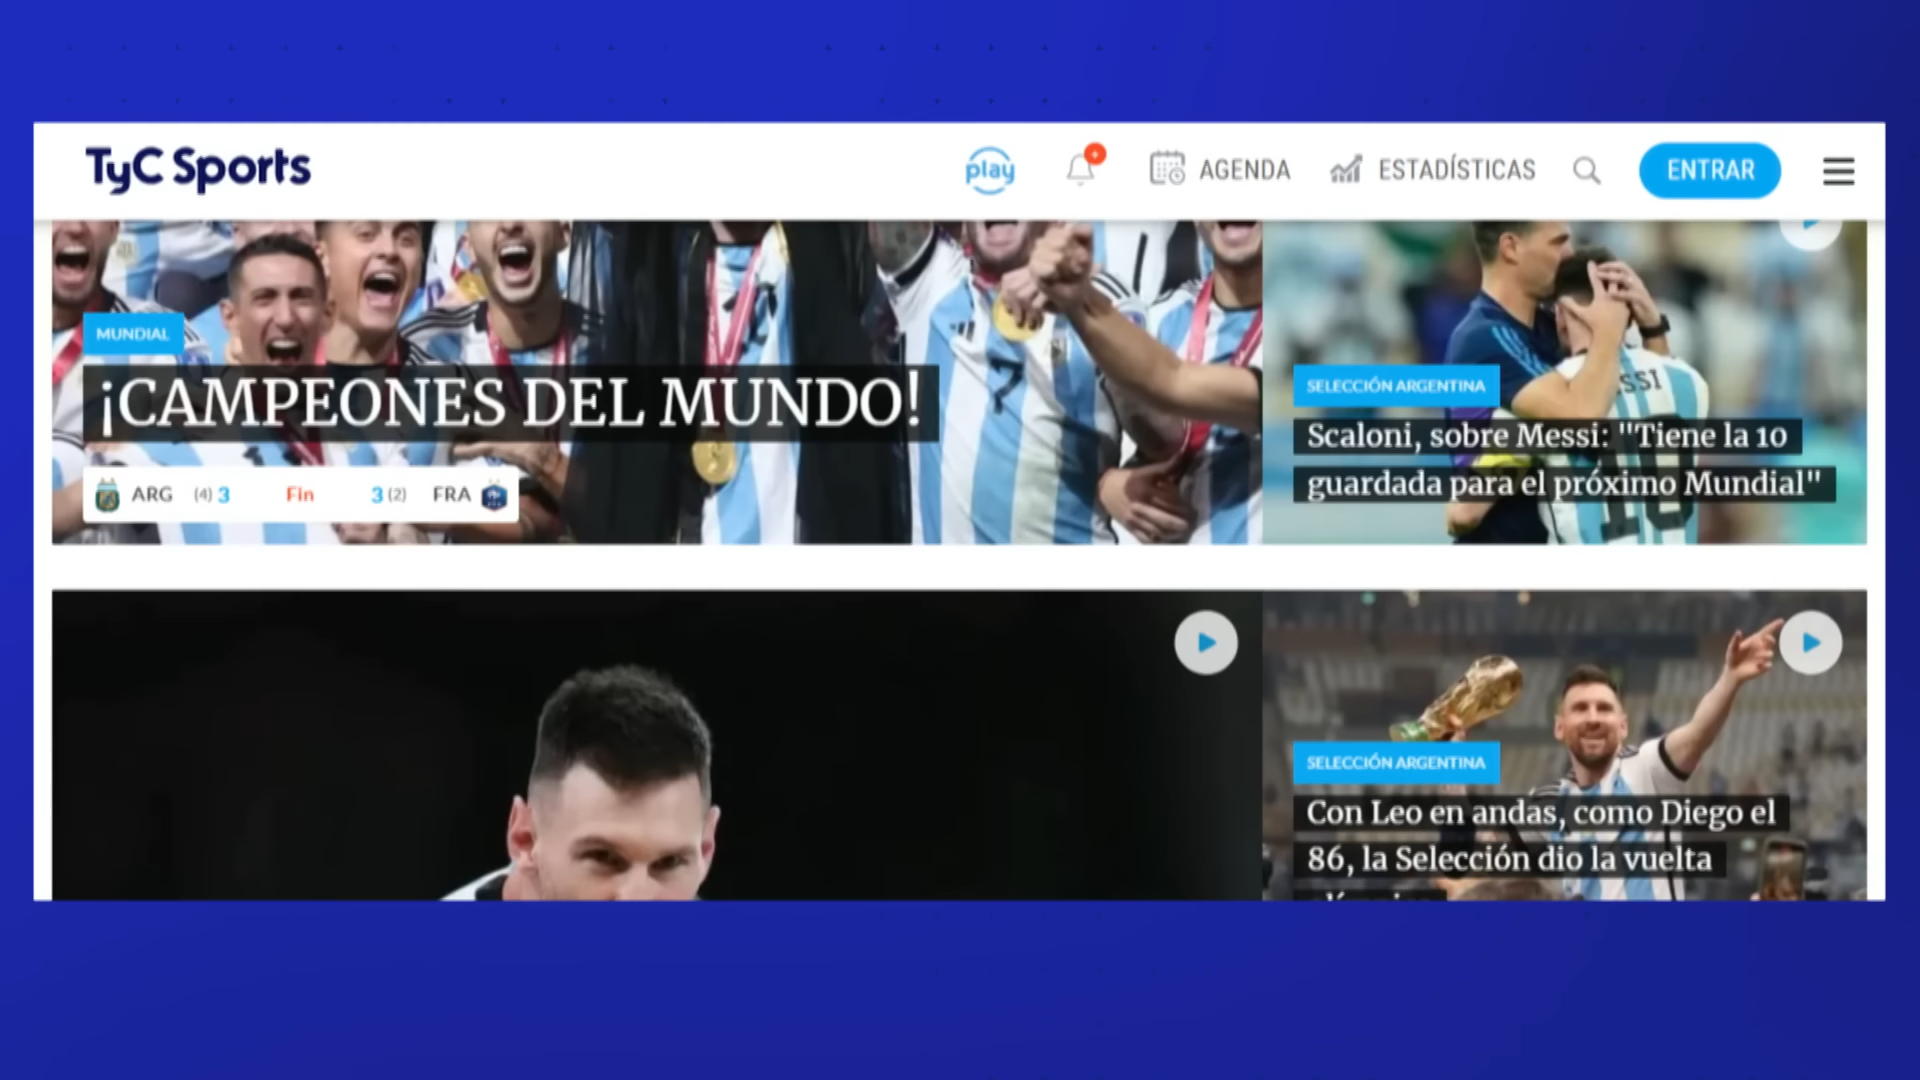 TyC Sports
play
AGENDA
ESTADÍSTICAS
ENTRAR
MUNDIAL
¡CAMPEONES DEL MUNDO!
ARG (4) 3 Fin 3 (2) FRA
7
SELECCIÓN ARGENTINA
Scaloni, sobre Messi: "Tiene la 10
guardada para el próximo Mundial"
10
SELECCIÓN ARGENTINA
Con Leo en andas, como Diego el
86, la Selección dio la vuelta